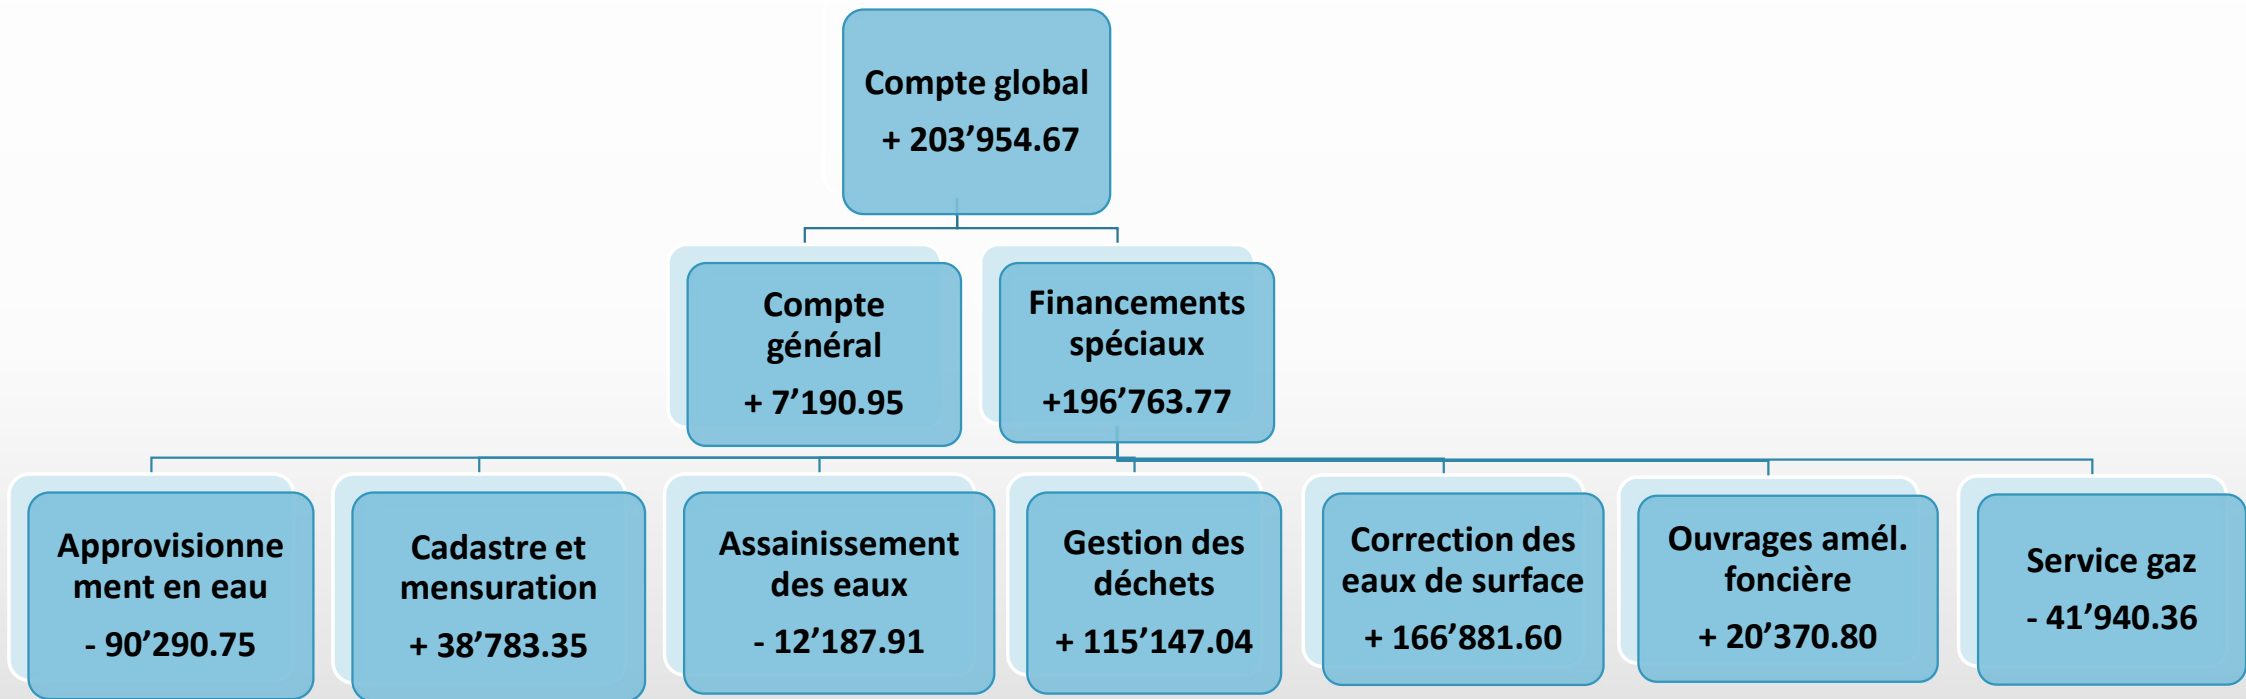 Compte global
+ 203’954.67
Compte
général
+ 7’190.95
Financements
spéciaux
+196’763.77
Approvisionne
ment en eau
- 90’290.75
Cadastre et
mensuration
+ 38’783.35
Assainissement
des eaux
- 12’187.91
Gestion des
déchets
+ 115’147.04
Correction des
eaux de surface
+ 166’881.60
Ouvrages amél.
foncière
+ 20’370.80
Service gaz
- 41’940.36